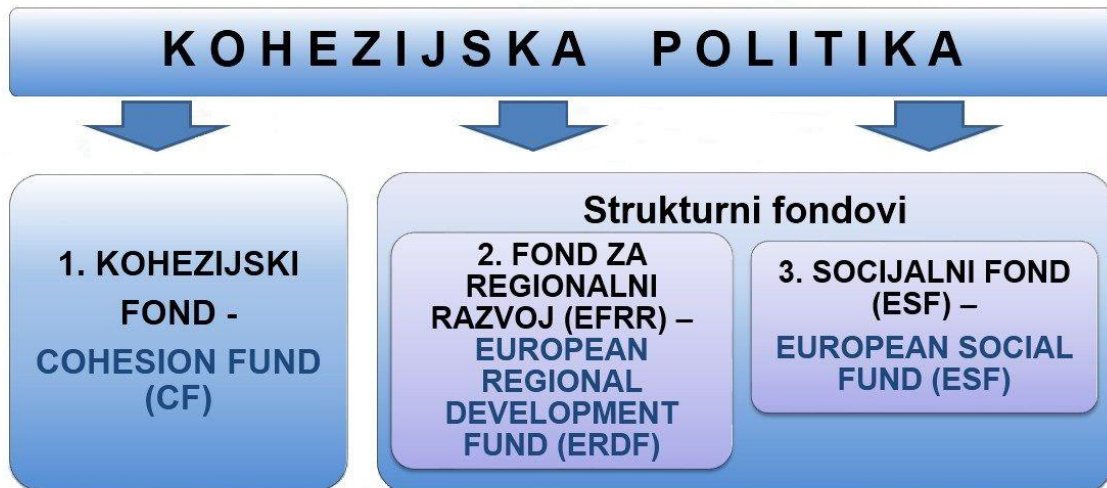 KOHEZIJSKA POLITIKA
1. KOHEZIJSKI
FOND -
COHESION FUND
(CF)
Strukturni fondovi
2. FOND ZA
REGIONALNI
RAZVOJ (EFRR) –
EUROPEAN
REGIONAL
DEVELOPMENT
FUND (ERDF)
3. SOCIJALNI FOND
(ESF) –
EUROPEAN SOCIAL
FUND (ESF)